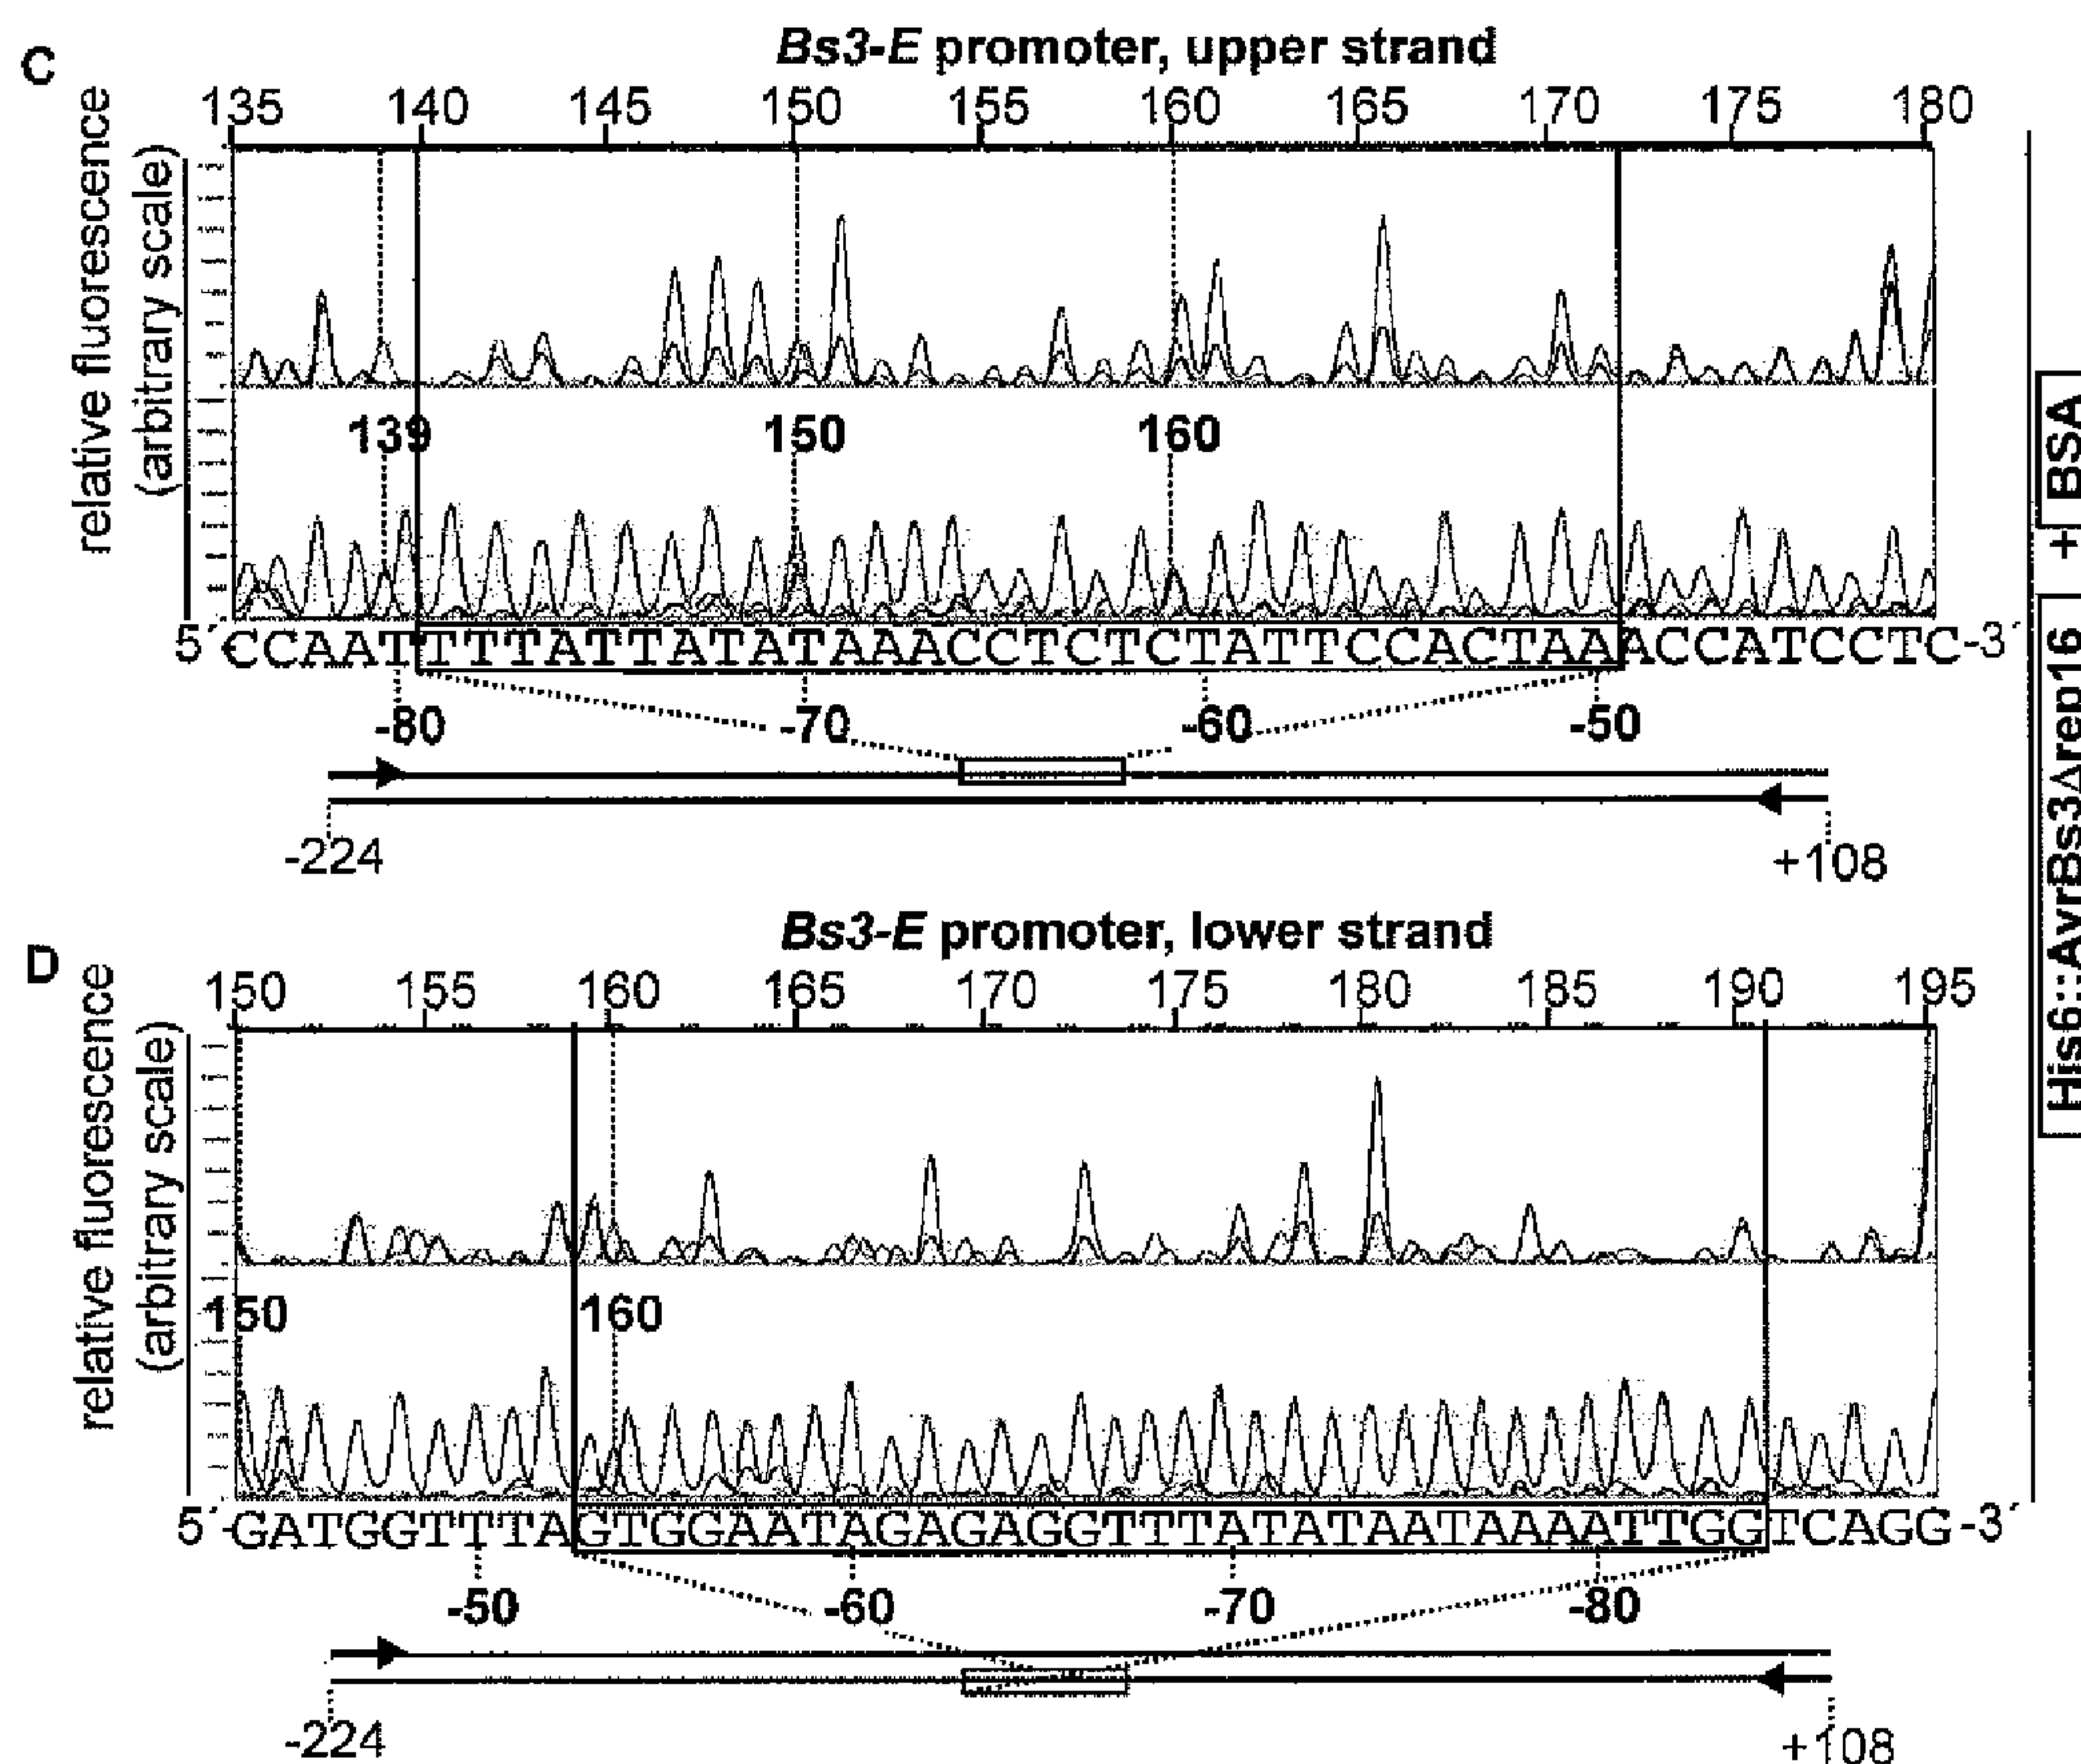 C
Bs3-E promoter, upper strand
135 140 145 150 155 160 165 170 175 180
relative fluorescence
(arbitrary scale)
139 150 160
5´CCAATTTTATTATATAAACCTCTCTATTCCACTAAACCATCCTC-3´
-80 -70 -60 -50
-224
+108
D
Bs3-E promoter, lower strand
150 155 160 165 170 175 180 185 190 195
relative fluorescence
(arbitrary scale)
150 160
5´-GATGGTTTTAGTGGAATAGAGAGGTTTATATAATAAAATTGGTCAGG-3´
-50 -60 -70 -80
-224
+108
+ BSA
His6::AvrBs3Δrep16